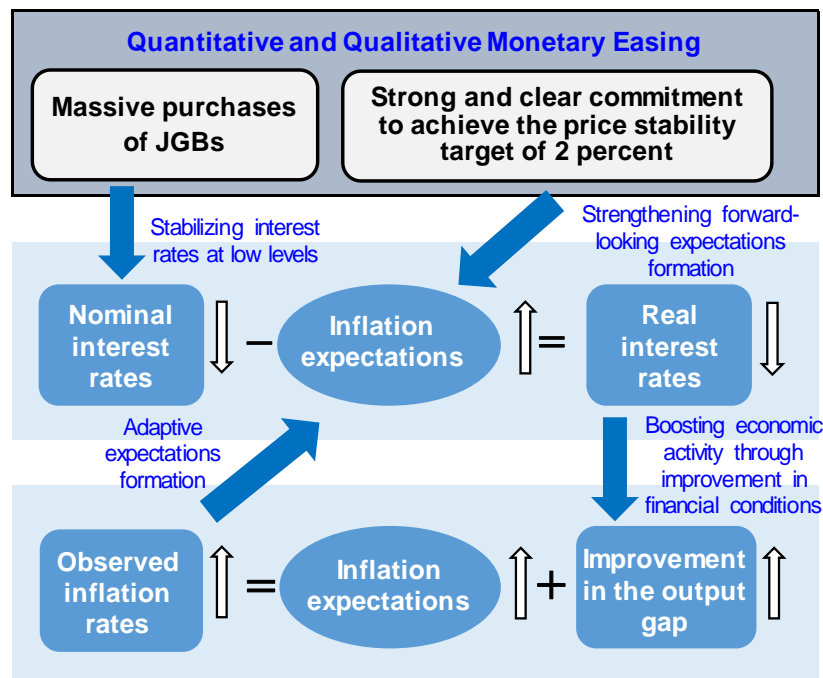 Quantitative and Qualitative Monetary Easing
Massive purchases
of JGBs
Strong and clear commitment
to achieve the price stability
target of 2 percent
Stabilizing interest
rates at low levels
Strengthening forward-
looking expectations
formation
Nominal
interest
rates
−
Inflation
expectations
=
Real
interest
rates
Adaptive
expectations
formation
Boosting economic
activity through
improvement in
financial conditions
Observed
inflation
rates
=
Inflation
expectations
+
Improvement
in the output
gap